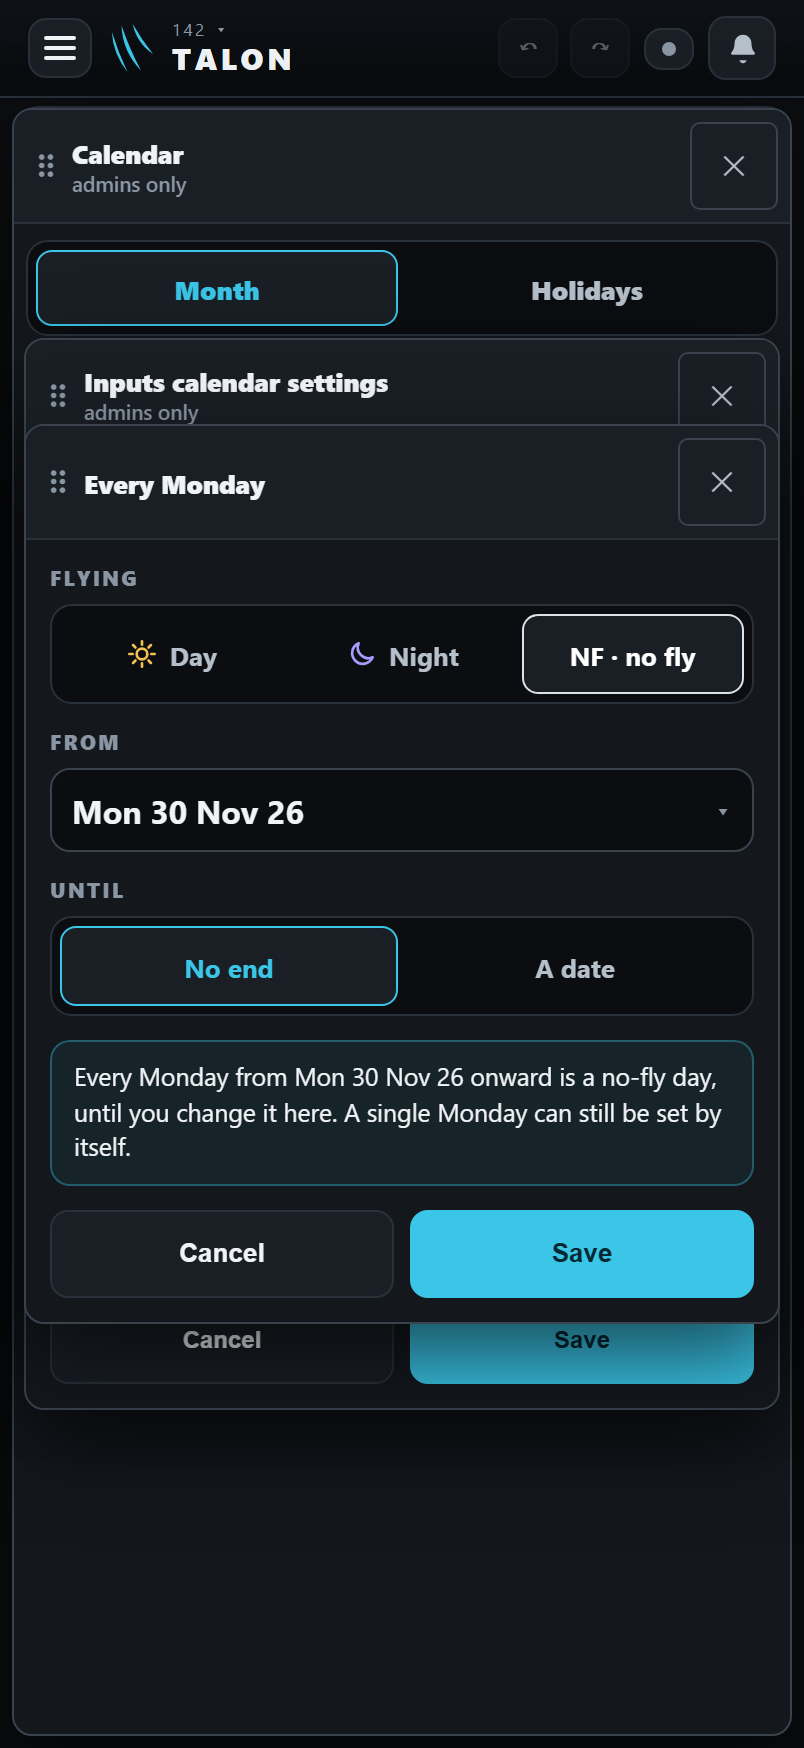 142
TALON
Calendar
admins only
Month
Holidays
Inputs calendar settings
admins only
Every Monday
FLYING
Day
Night
NF · no fly
FROM
Mon 30 Nov 26
UNTIL
No end
A date
Every Monday from Mon 30 Nov 26 onward is a no-fly day,
until you change it here. A single Monday can still be set by
itself.
Cancel
Save
Cancel
Save